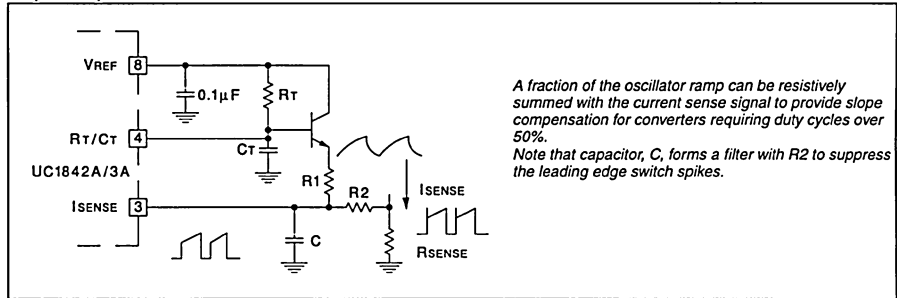 VREF
8
0.1µF
RT
RT/CT
4
CT
UC1842A/3A
R1
R2
ISENSE
ISENSE
3
C
RSENSE
A fraction of the oscillator ramp can be resistively
summed with the current sense signal to provide slope
compensation for converters requiring duty cycles over
50%.
Note that capacitor, C, forms a filter with R2 to suppress
the leading edge switch spikes.